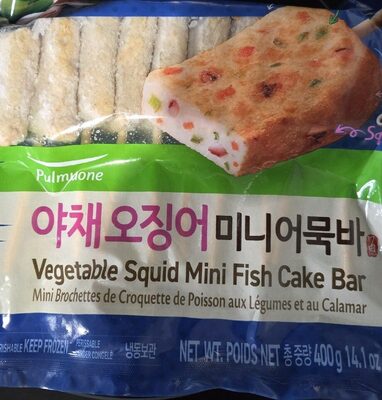 Pulmuone
야채 오징어 미니어묵바
Vegetable Squid Mini Fish Cake Bar
Mini Brochettes de Croquette de Poisson aux Légumes et au Calamar
KEEP FROZEN PÉRISSABLE 냉동보관 NET WT. POIDS NET 총 중량 400g 14.1 oz